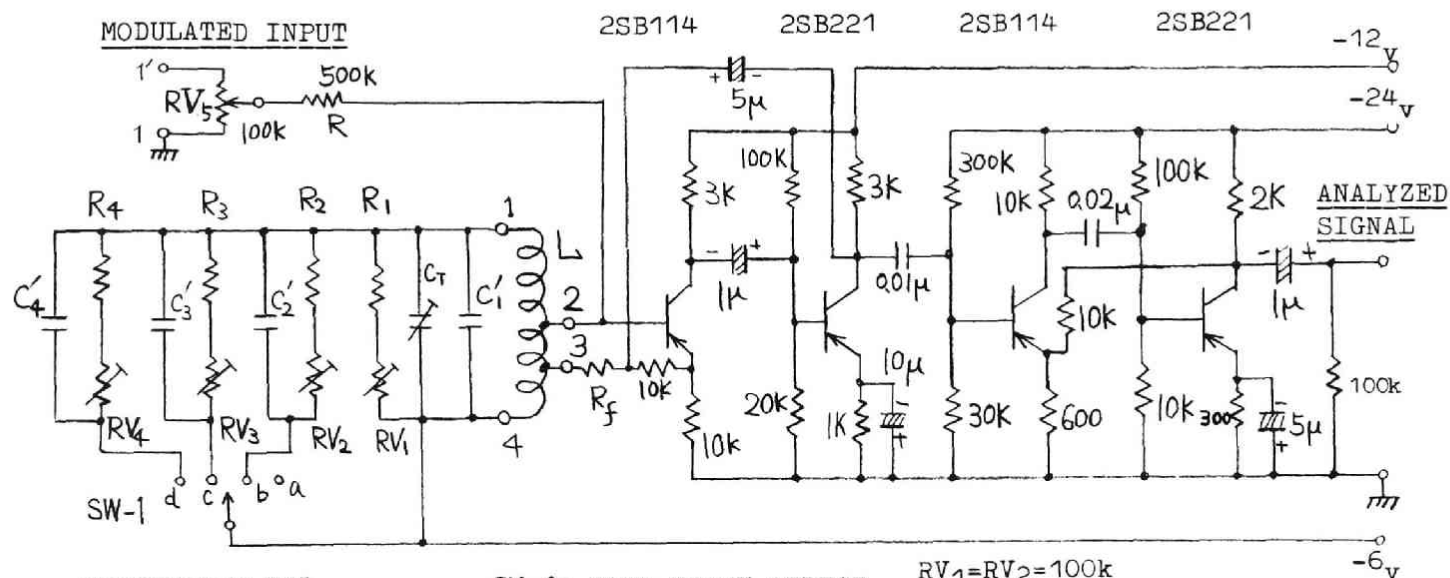 2SB114 2SB221 2SB114 2SB221
MODULATED INPUT
-12V
1'
500k
+ -
5μ
RV5
R
100k
-24V
1
100k
300K
3K
3K
10K
0.02μ
100k
2K
ANALYZED
SIGNAL
R4 R3 R2 R1
1
L
- +
1μ
0.01μ
- +
1μ
C'4 C'3 C'2 CT C'1
2
3
10K
Rf
10K
10μ
-
+
100k
RV4 RV3 RV2 RV1
4
10K
20K
1K
30K
600
10K
300
-
5μ
+
d c b a
SW-1
-6V
RV1=RV2=100k